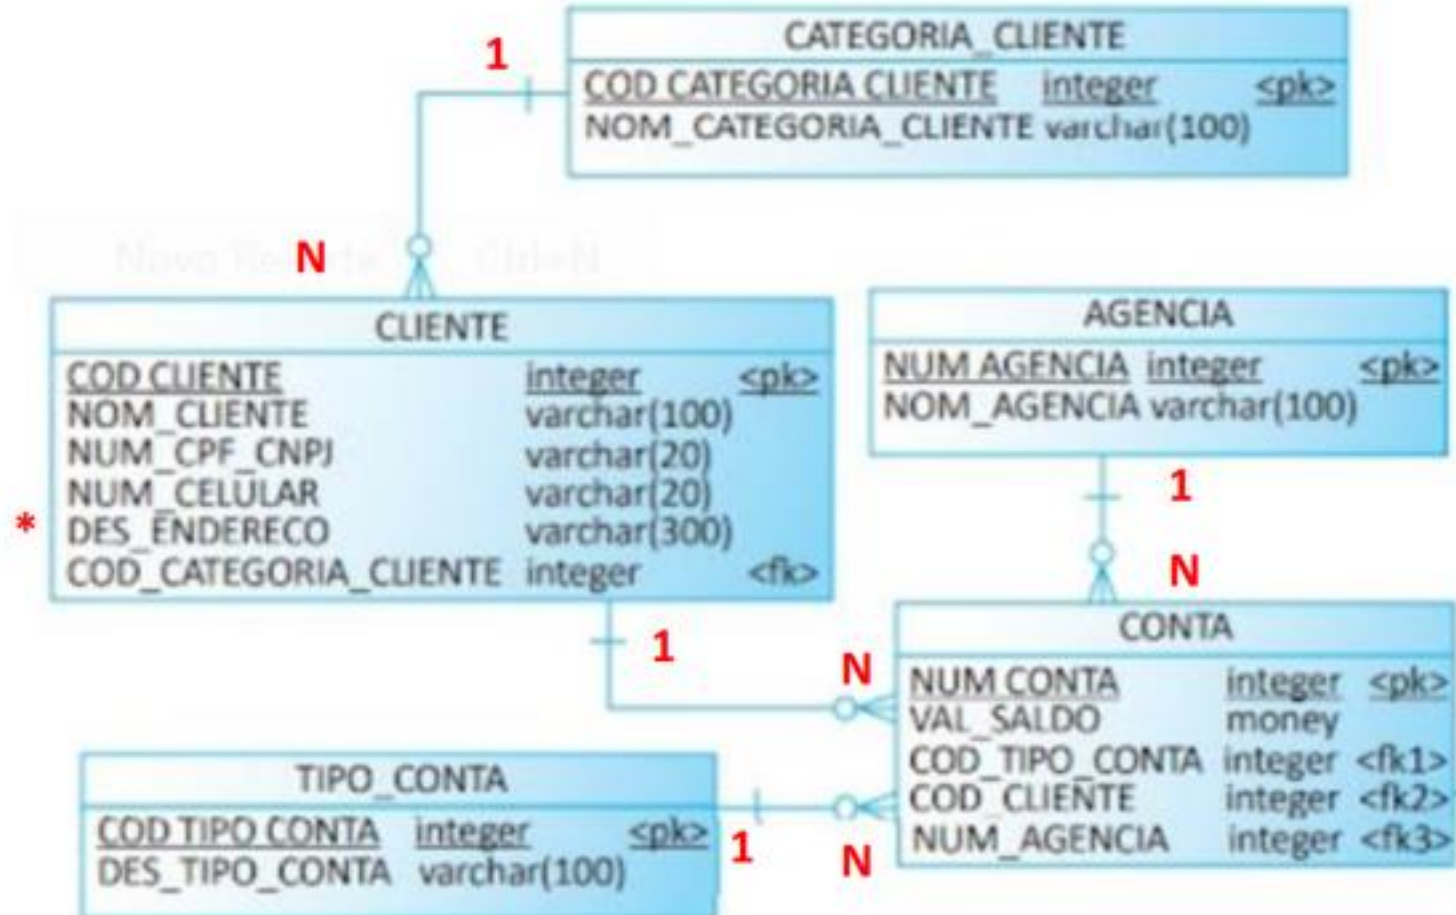 1
CATEGORIA_CLIENTE
COD CATEGORIA CLIENTE integer <pk>
NOM_CATEGORIA_CLIENTE varchar(100)
N
CLIENTE
COD CLIENTE integer <pk>
NOM_CLIENTE varchar(100)
NUM_CPF_CNPJ varchar(20)
NUM_CELULAR varchar(20)
* DES_ENDERECO varchar(300)
COD_CATEGORIA_CLIENTE integer <fk>
AGENCIA
NUM AGENCIA integer <pk>
NOM_AGENCIA varchar(100)
1
N
1
N
CONTA
NUM CONTA integer <pk>
VAL_SALDO money
COD_TIPO_CONTA integer <fk1>
COD_CLIENTE integer <fk2>
NUM_AGENCIA integer <fk3>
TIPO_CONTA
COD TIPO CONTA integer <pk>
DES_TIPO_CONTA varchar(100)
1
N